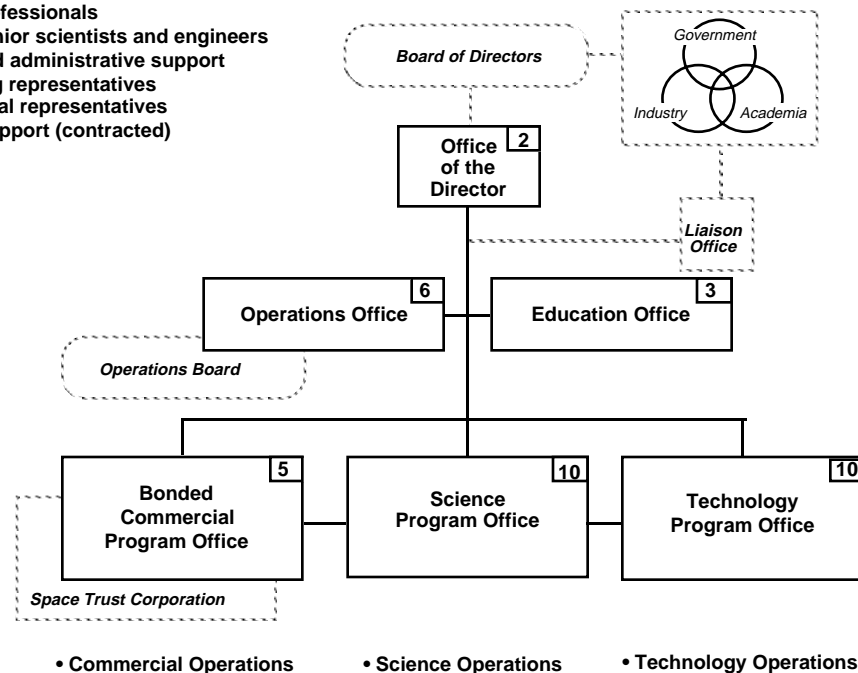 nior scientists and engineers
d administrative support
g representatives
al representatives
pport (contracted)
Board of Directors
Government
Industry
Academia
Office
of the
Director
2
Liaison
Office
Operations Office
6
Education Office
3
Operations Board
Bonded
Commercial
Program Office
5
Science
Program Office
10
Technology
Program Office
10
Space Trust Corporation
• Commercial Operations
• Science Operations
• Technology Operations